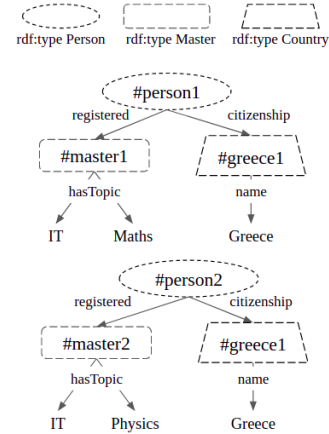 rdf:type Person rdf:type Master rdf:type Country
#person1
registered citizenship
#master1 #greece1
hasTopic name
IT Maths Greece
#person2
registered citizenship
#master2 #greece1
hasTopic name
IT Physics Greece